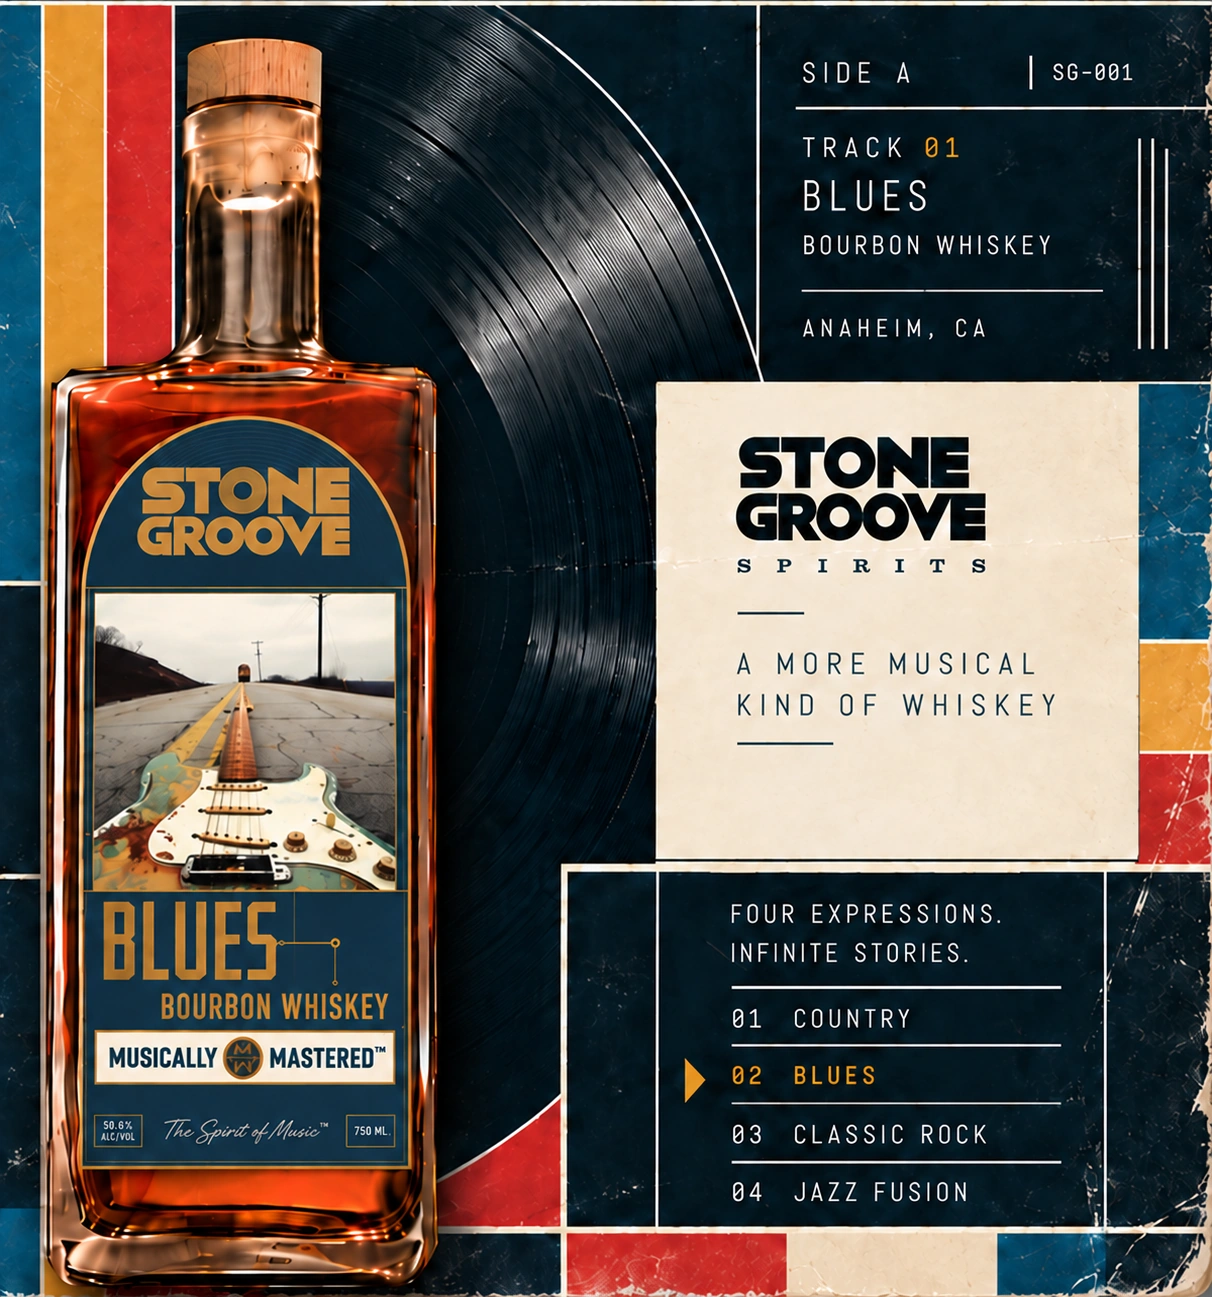 SIDE A | SG-001
TRACK 01
BLUES
BOURBON WHISKEY
ANAHEIM, CA
STONE
GROOVE
SPIRITS
A MORE MUSICAL
KIND OF WHISKEY
FOUR EXPRESSIONS.
INFINITE STORIES.
01 COUNTRY
02 BLUES
03 CLASSIC ROCK
04 JAZZ FUSION
STONE
GROOVE
BLUES
BOURBON WHISKEY
MUSICALLY MW MASTERED™
50.6%
ALC/VOL
The Spirit of Music™
750 ML